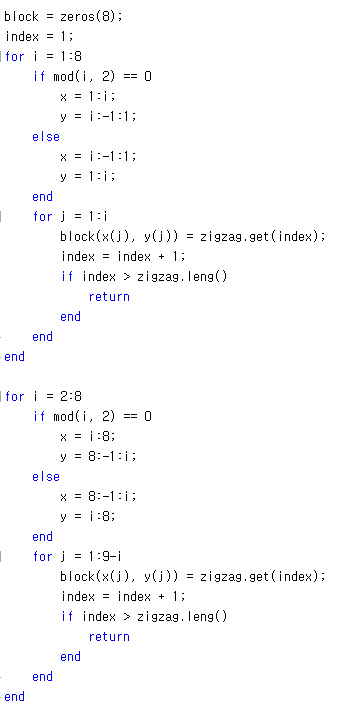 block = zeros(8);
index = 1;
for i = 1:8
    if mod(i, 2) == 0
        x = 1:i;
        y = i:-1:1;
    else
        x = i:-1:1;
        y = 1:i;
    end
    for j = 1:i
        block(x(j), y(j)) = zigzag.get(index);
        index = index + 1;
        if index > zigzag.leng()
            return
        end
    end
end

for i = 2:8
    if mod(i, 2) == 0
        x = i:8;
        y = 8:-1:i;
    else
        x = 8:-1:i;
        y = i:8;
    end
    for j = 1:9-i
        block(x(j), y(j)) = zigzag.get(index);
        index = index + 1;
        if index > zigzag.leng()
            return
        end
    end
end